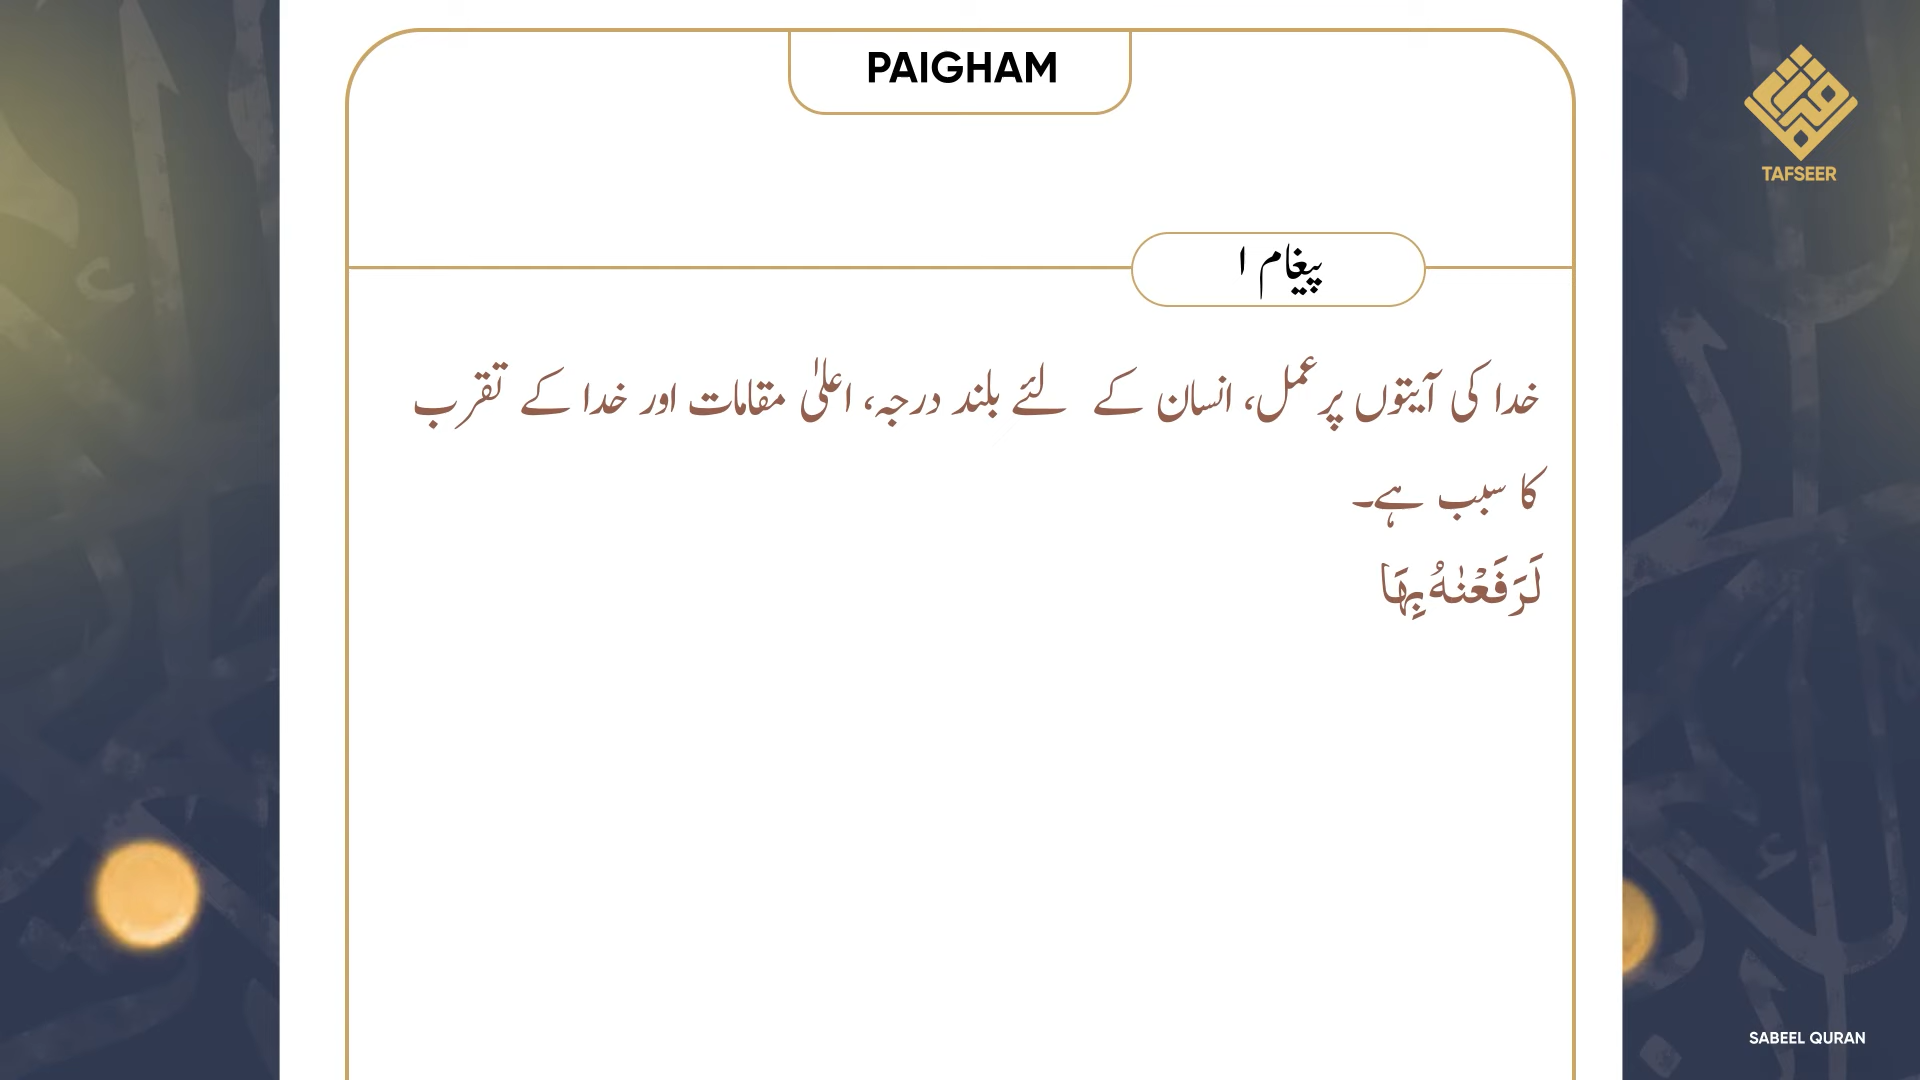 PAIGHAM
TAFSEER
پیغام ۱
خدا کی آیتوں پر عمل، انسان کے لئے بلند درجہ، اعلیٰ مقامات اور خدا کے تقرب
کا سبب ہے۔
لَرَفَعْنٰهُ بِهَا
SABEEL QURAN